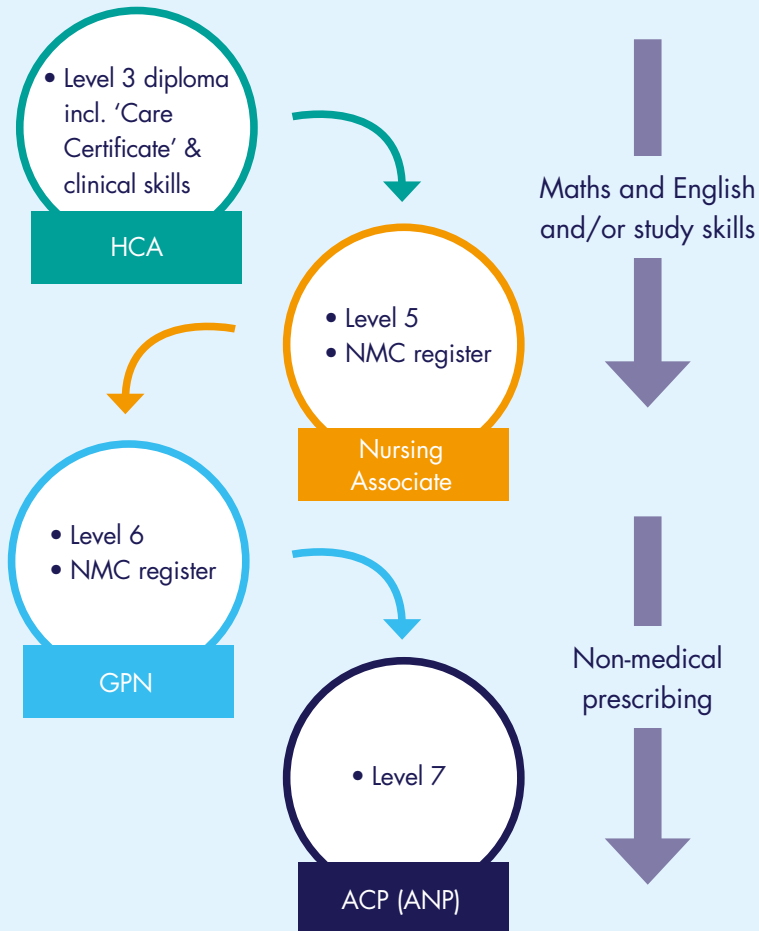 • Level 3 diploma
incl. ‘Care
Certificate’ &
clinical skills
HCA
Maths and English
and/or study skills
• Level 5
• NMC register
Nursing
Associate
• Level 6
• NMC register
GPN
Non-medical
prescribing
• Level 7
ACP (ANP)